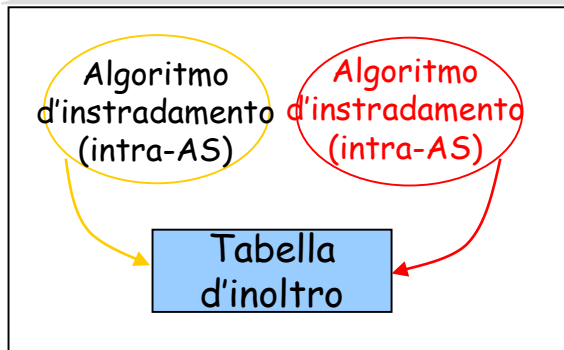 Algoritmo
d'instradamento
(intra-AS)
Algoritmo
d'instradamento
(intra-AS)
Tabella
d'inoltro